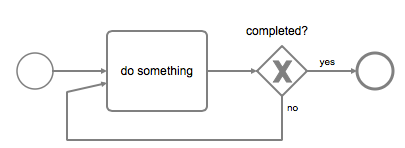 completed?
do something
yes
no